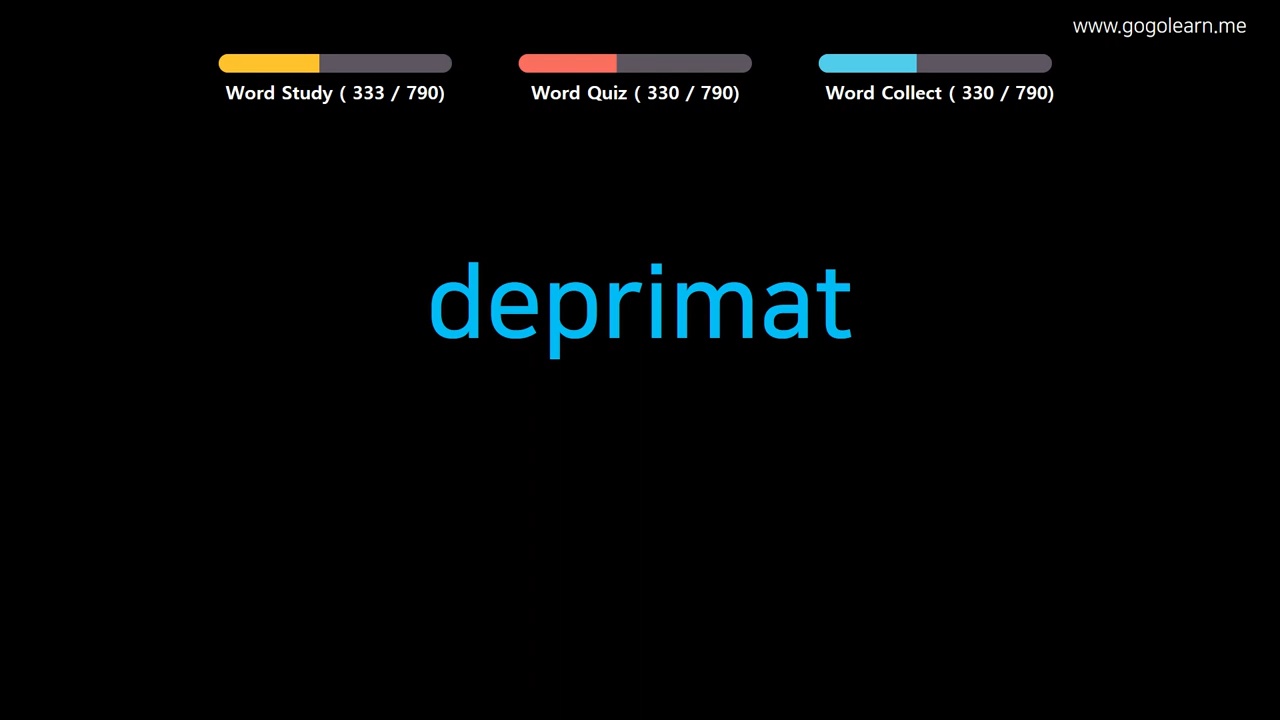 www.gogolearn.me
Word Study ( 333 / 790)
Word Quiz ( 330 / 790)
Word Collect ( 330 / 790)
deprimat